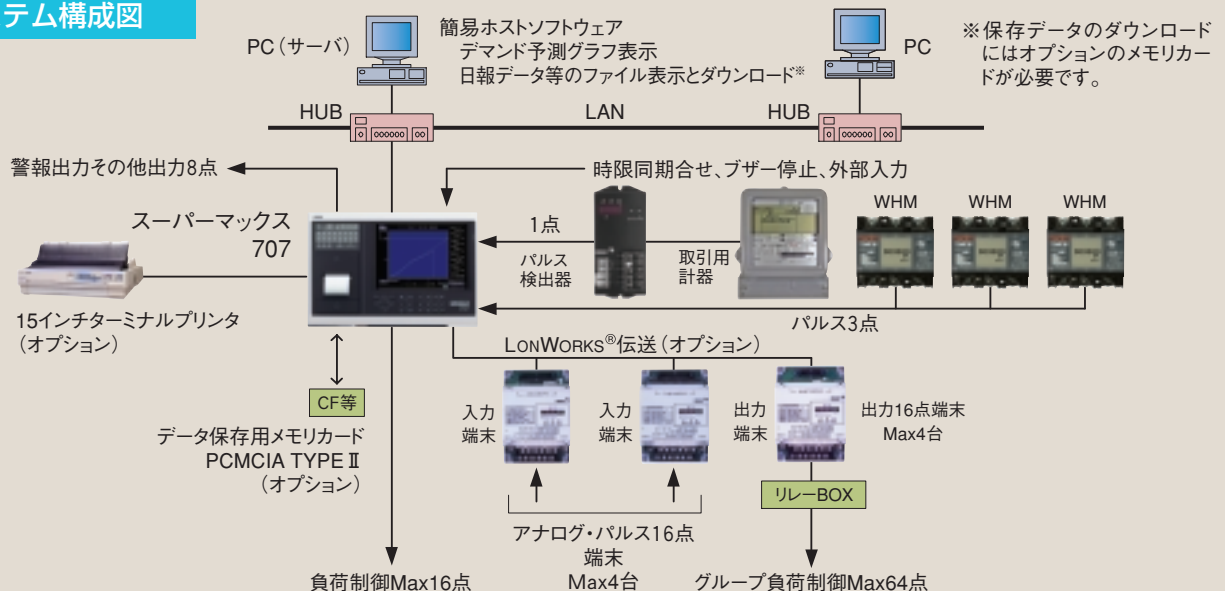 テム構成図
PC（サーバ）
簡易ホストソフトウェア
デマンド予測グラフ表示
日報データ等のファイル表示とダウンロード※
PC
※保存データのダウンロード
にはオプションのメモリカー
ドが必要です。
HUB
LAN
HUB
警報出力その他出力8点
時限同期合せ、ブザー停止、外部入力
スーパーマックス
707
1点
パルス
検出器
取引用
計器
WHM
WHM
WHM
15インチターミナルプリンタ
（オプション）
パルス3点
LONWORKS®伝送（オプション）
CF等
データ保存用メモリカード
PCMCIA TYPEⅡ
（オプション）
入力
端末
入力
端末
出力
端末
出力16点端末
Max4台
リレーBOX
アナログ・パルス16点
端末
Max4台
負荷制御Max16点
グループ負荷制御Max64点